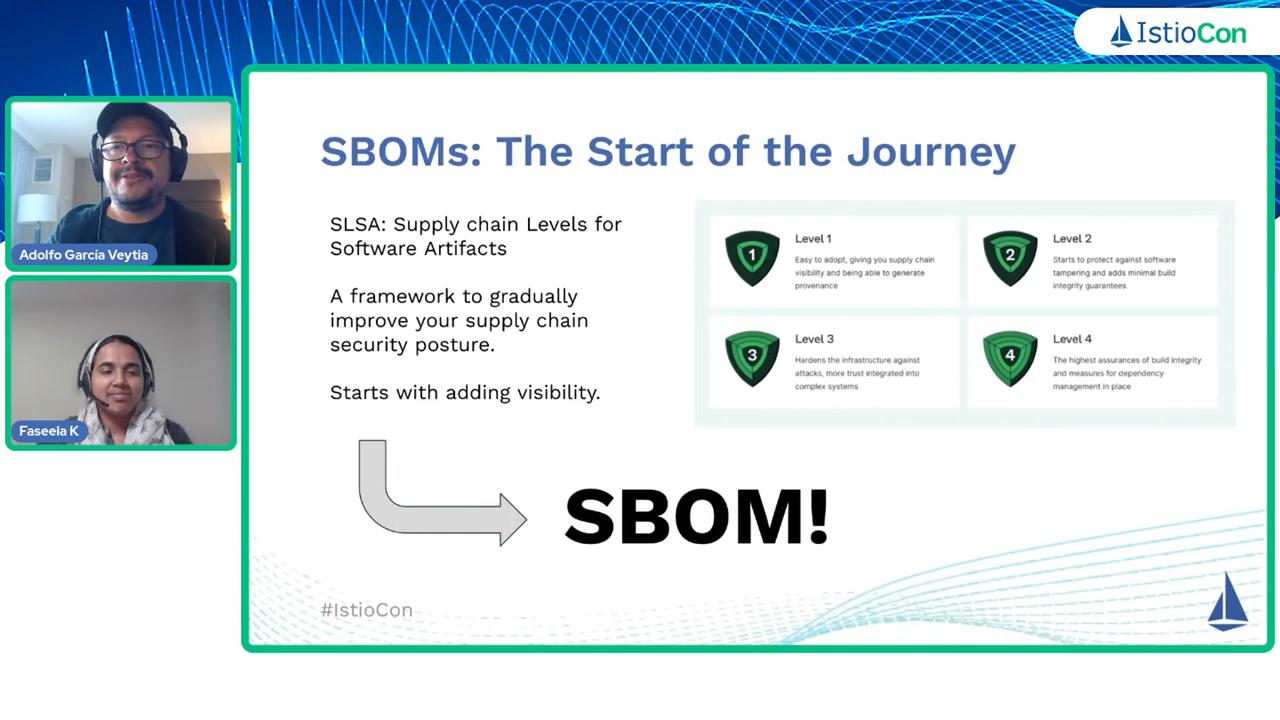 IstioCon
Adolfo García Veytia
Faseela K
SBOMs: The Start of the Journey
SLSA: Supply chain Levels for
Software Artifacts
A framework to gradually
improve your supply chain
security posture.
Starts with adding visibility.
1
Level 1
Easy to adopt, giving you supply chain
visibility and being able to generate
provenance
2
Level 2
Starts to protect against software
tampering and adds minimal build
integrity guarantees
3
Level 3
Hardens the infrastructure against
attacks, more trust integrated into
complex systems
4
Level 4
The highest assurances of build integrity
and measures for dependency
management in place
SBOM!
#IstioCon